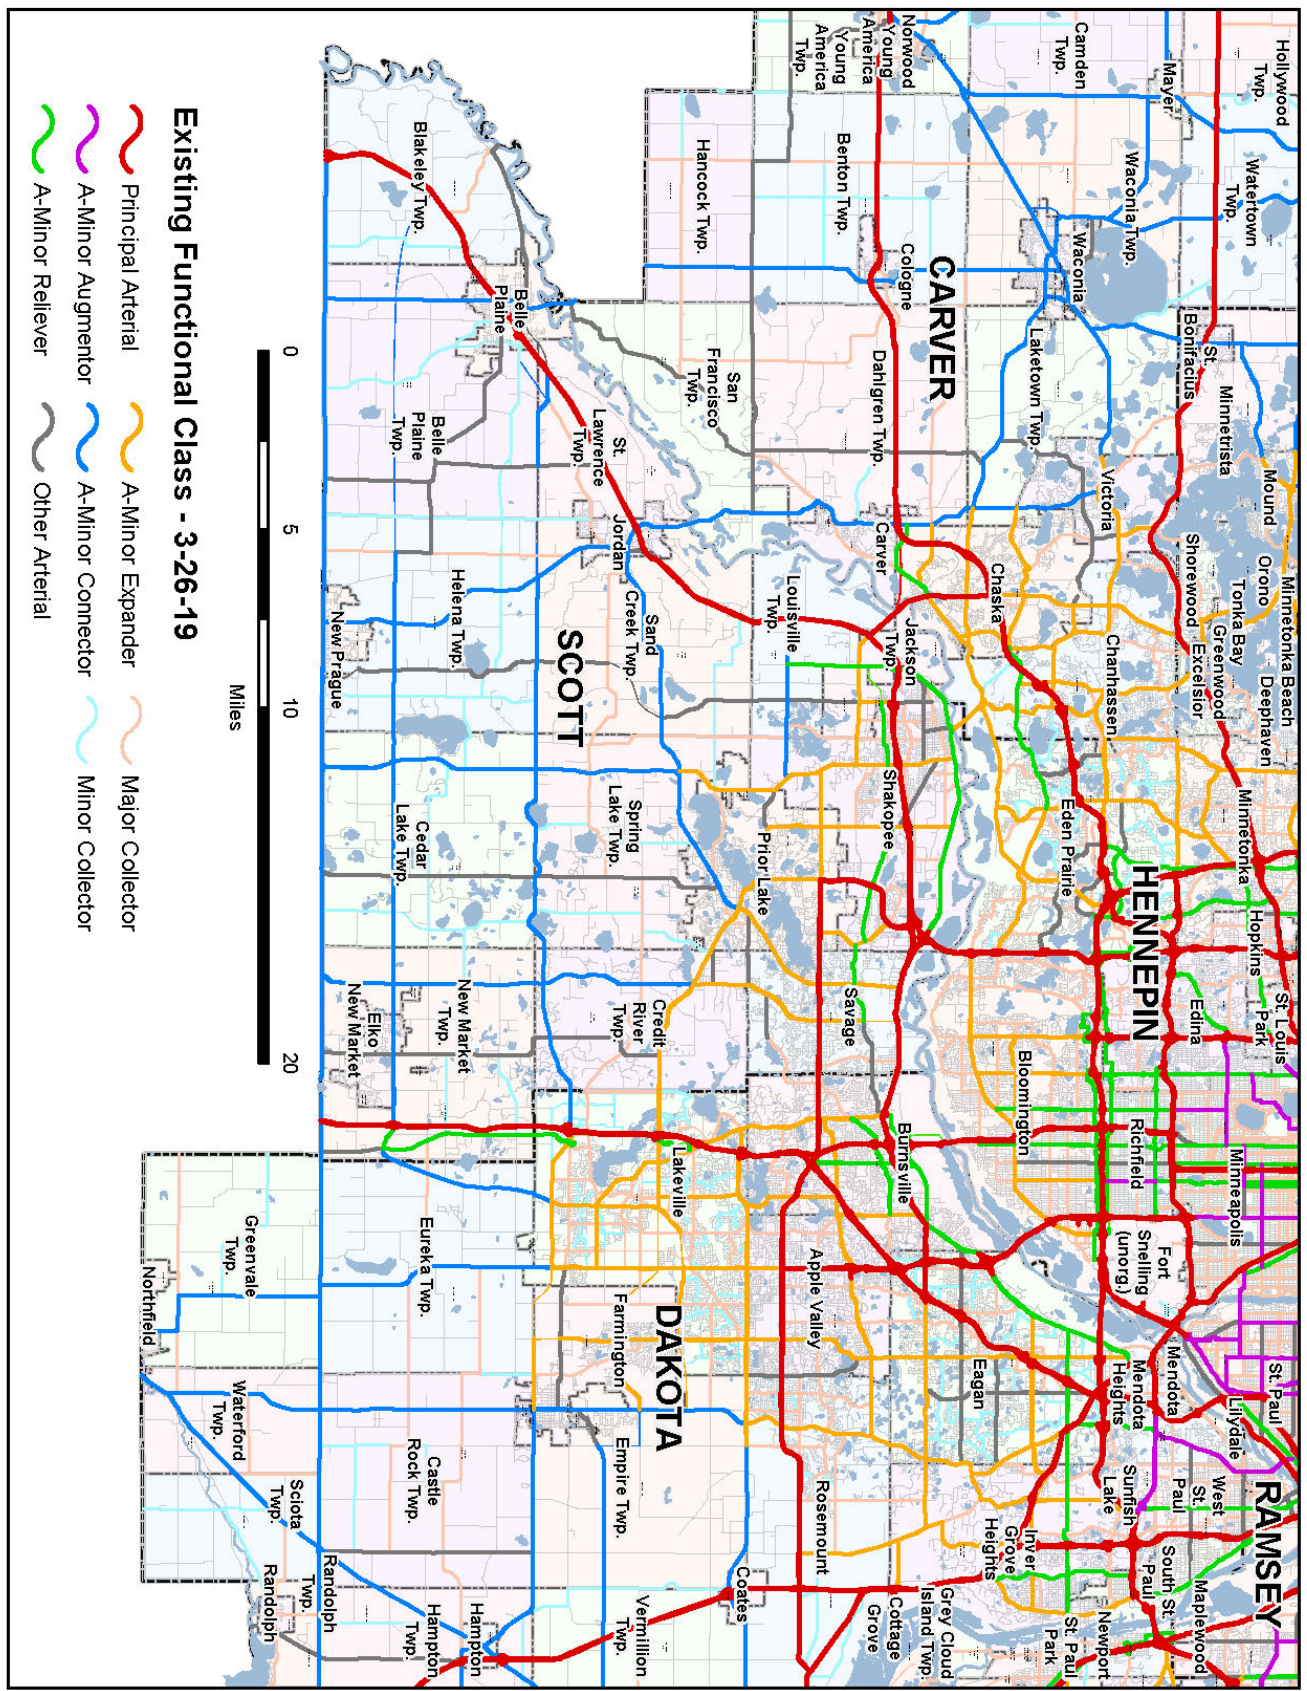 Hollywood
Twp.
Watertown
Twp.
Camden
Twp.
Mayer
Waconia Twp.
Waconia
Norwood
Young
America
Young
America
Twp.
Benton Twp.
Cologne
CARVER
Hancock Twp.
Dahlgren Twp.
Laketown Twp.
San
Francisco
Twp.
St.
Bonifacius
Minnetrista
Mound
Victoria
Minnetonka Beach
Orono
Tonka Bay
Shorewood
Greenwood
Excelsior
Deephaven
Chanhassen
Chaska
Carver
Jackson
Twp.
Louisville
Twp.
Blakeley Twp.
Belle
Plaine
Belle
Plaine
Twp.
St.
Lawrence
Twp.
Jordan
Sand
Creek Twp.
Helena Twp.
New Prague
SCOTT
Shakopee
Prior Lake
Spring
Lake Twp.
Cedar
Lake Twp.
Credit
River
Twp.
New Market
Twp.
Elko
New Market
Savage
Minnetonka
Eden Prairie
HENNEPIN
Hopkins
St. Louis
Park
Edina
Bloomington
Richfield
Minneapolis
Fort
Snelling
(unorg.)
Burnsville
Lakeville
Apple Valley
Eagan
DAKOTA
Farmington
Eureka Twp.
Greenvale
Twp.
Northfield
Waterford
Twp.
Castle
Rock Twp.
Empire Twp.
Sciota
Twp.
Randolph
Twp.
Randolph
Hampton
Twp.
Hampton
Vermillion
Twp.
Coates
Rosemount
Mendota
Mendota
Heights
Lilydale
St. Paul
West
St.
Paul
Sunfish
Lake
South St.
Paul
Inver
Grove
Heights
RAMSEY
Maplewood
Newport
St. Paul
Park
Grey Cloud
Island Twp.
Cottage
Grove
0 5 10 20
Miles
Existing Functional Class - 3-26-19
Principal Arterial
A-Minor Augmentor
A-Minor Reliever
A-Minor Expander
A-Minor Connector
Other Arterial
Major Collector
Minor Collector